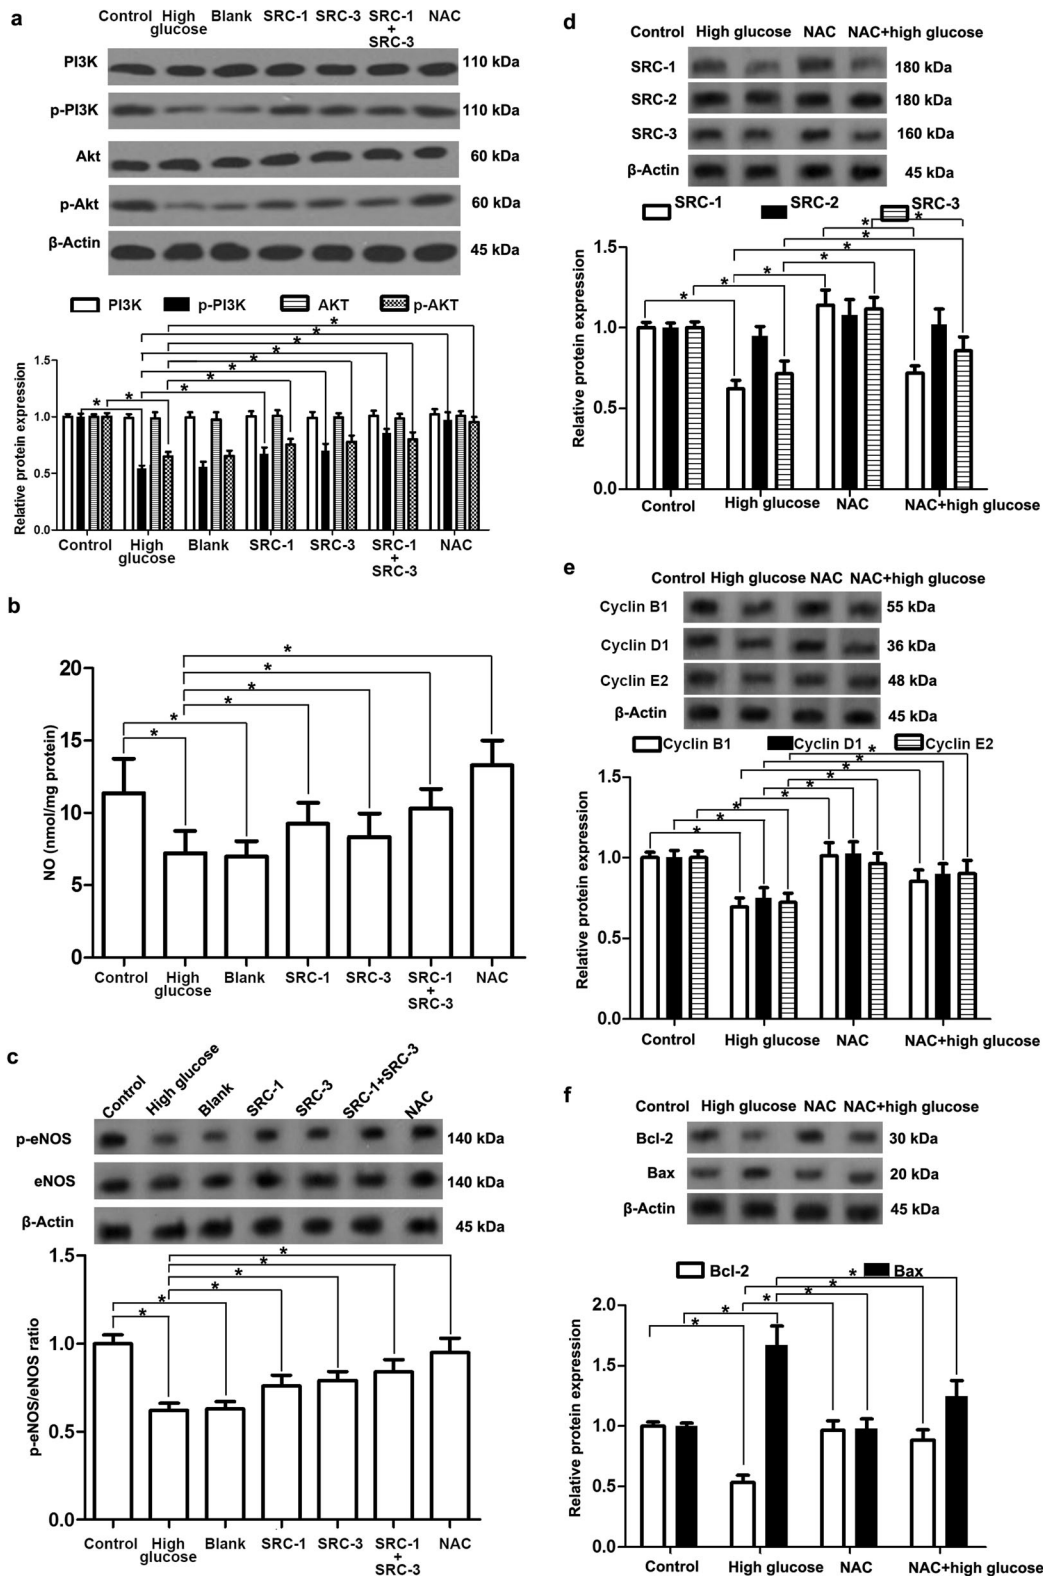 a
Control High glucose Blank SRC-1 SRC-3 SRC-1 + SRC-3 NAC
PI3K 110 kDa
p-PI3K 110 kDa
Akt 60 kDa
p-Akt 60 kDa
β-Actin 45 kDa
PI3K p-PI3K AKT p-AKT
Relative protein expression
1.5
1.0
0.5
0.0
* * * * * * * * * *
Control High glucose Blank SRC-1 SRC-3 SRC-1 + SRC-3 NAC
b
NO (nmol/mg protein)
20
15
10
5
0
* * * * * *
Control High glucose Blank SRC-1 SRC-3 SRC-1 + SRC-3 NAC
c
Control High glucose Blank SRC-1 SRC-3 SRC-1+SRC-3 NAC
p-eNOS 140 kDa
eNOS 140 kDa
β-Actin 45 kDa
p-eNOS/eNOS ratio
1.5
1.0
0.5
0.0
* * * * * *
Control High glucose Blank SRC-1 SRC-3 SRC-1 + SRC-3 NAC
d
Control High glucose NAC NAC+high glucose
SRC-1 180 kDa
SRC-2 180 kDa
SRC-3 160 kDa
β-Actin 45 kDa
SRC-1 SRC-2 SRC-3
Relative protein expression
1.5
1.0
0.5
0.0
* * * * * * * *
Control High glucose NAC NAC+high glucose
e
Control High glucose NAC NAC+high glucose
Cyclin B1 55 kDa
Cyclin D1 36 kDa
Cyclin E2 48 kDa
β-Actin 45 kDa
Cyclin B1 Cyclin D1 Cyclin E2
Relative protein expression
1.5
1.0
0.5
0.0
* * * * * * * * *
Control High glucose NAC NAC+high glucose
f
Control High glucose NAC NAC+high glucose
Bcl-2 30 kDa
Bax 20 kDa
β-Actin 45 kDa
Bcl-2 Bax
Relative protein expression
2.0
1.5
1.0
0.5
0.0
* * * * * *
Control High glucose NAC NAC+high glucose